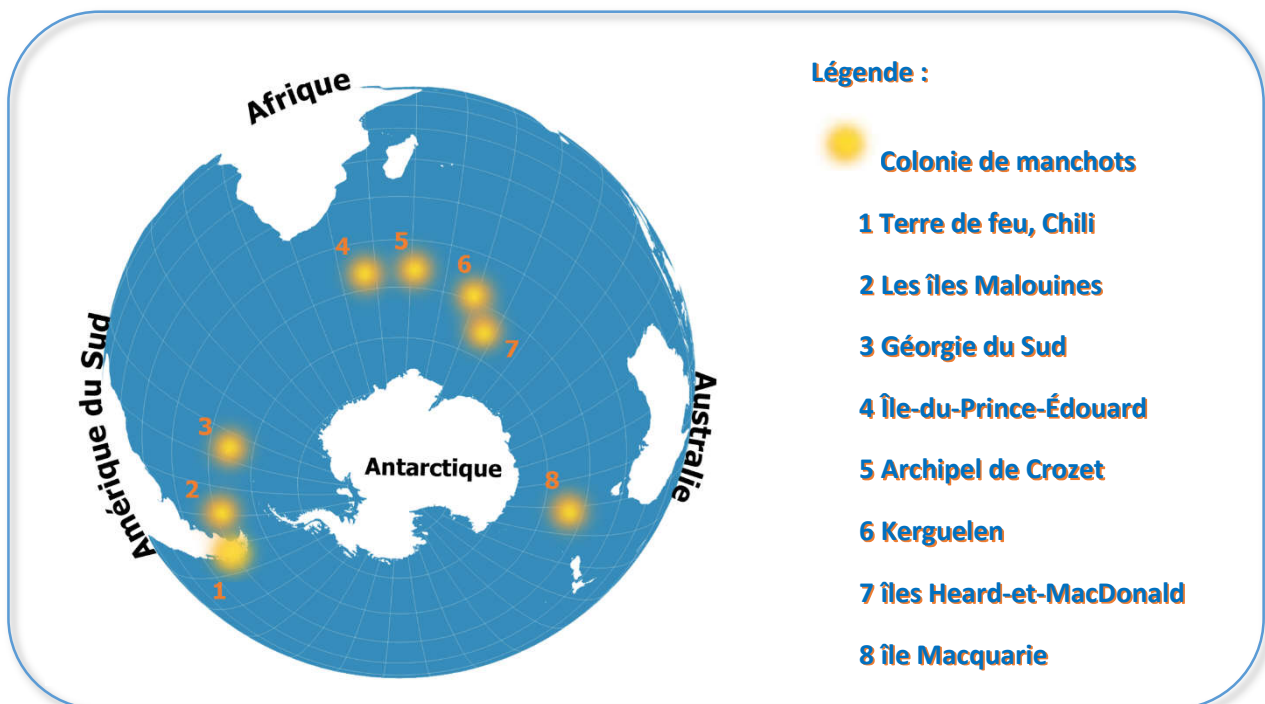 Afrique
Amérique du Sud
Antarctique
Australie
4
5
6
7
3
2
8
1
Légende :
Colonie de manchots
1 Terre de feu, Chili
2 Les îles Malouines
3 Géorgie du Sud
4 Île-du-Prince-Édouard
5 Archipel de Crozet
6 Kerguelen
7 îles Heard-et-MacDonald
8 île Macquarie